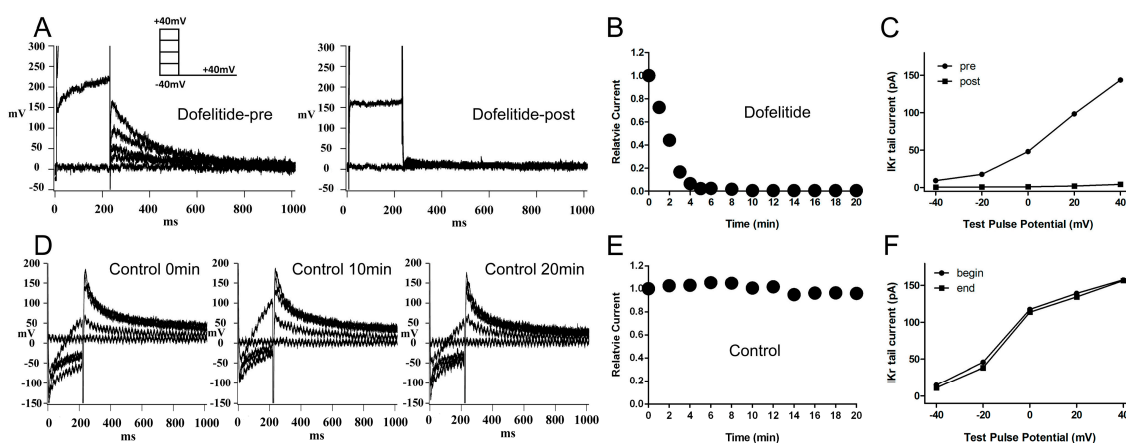 A
+40mV
+40mV
-40mV
300
250
200
150
mV
100
50
0
-50
Dofelitide-pre
0 200 400 600 800 1000
ms
300
250
200
150
mV
100
50
0
-50
Dofelitide-post
0 200 400 600 800 1000
ms
B
1.2
1.0
0.8
0.6
0.4
0.2
0.0
Relatvie Current
Dofelitide
0 2 4 6 8 10 12 14 16 18 20
Time (min)
C
pre
post
150
100
50
0
IKr tail current (pA)
-40 -20 0 20 40
Test Pulse Potential (mV)
D
200
150
100
50
mV
0
-50
-100
-150
Control 0min
0 200 400 600 800 1000
ms
200
150
100
50
mV
0
-50
-100
-150
Control 10min
0 200 400 600 800 1000
ms
200
150
100
50
mV
0
-50
-100
-150
Control 20min
0 200 400 600 800 1000
ms
E
1.2
1.0
0.8
0.6
0.4
0.2
1.0
Relatvie Current
Control
0 2 4 6 8 10 12 14 16 18 20
Time (min)
F
begin
end
150
100
50
0
IKr tail current (pA)
-40 -20 0 20 40
Test Pulse Potential (mV)